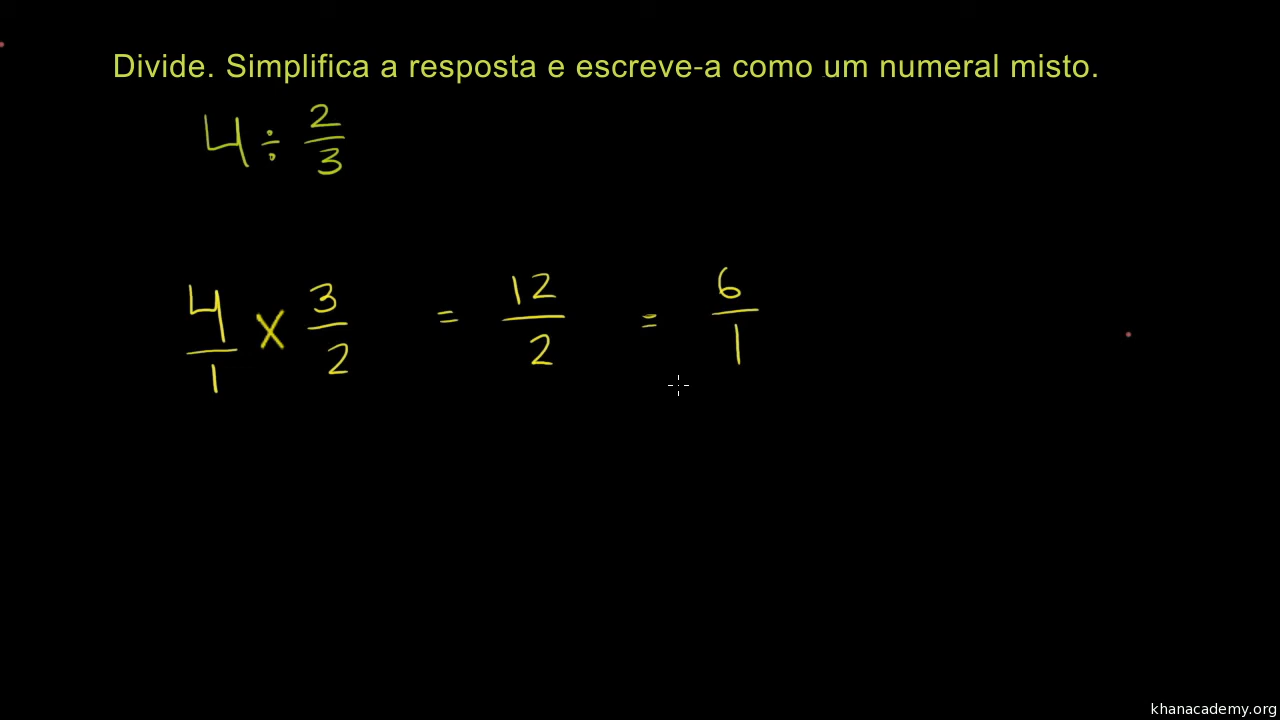 Divide. Simplifica a resposta e escreve-a como um numeral misto.
4 ÷ 2/3
4/1 x 3/2 = 12/2 = 6/1
khanacademy.org